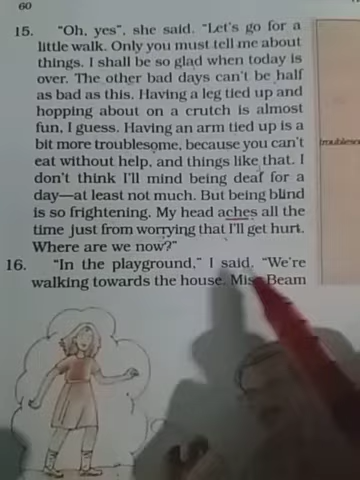 60
15. "Oh, yes", she said. "Let's go for a
little walk. Only you must tell me about
things. I shall be so glad when today is
over. The other bad days can't be half
as bad as this. Having a leg tied up and
hopping about on a crutch is almost
fun, I guess. Having an arm tied up is a
bit more troublesome, because you can't
eat without help, and things like that. I
don't think I'll mind being deaf for a
day—at least not much. But being blind
is so frightening. My head aches all the
time just from worrying that I'll get hurt.
Where are we now?"
16. "In the playground," I said. "We're
walking towards the house. Miss Beam